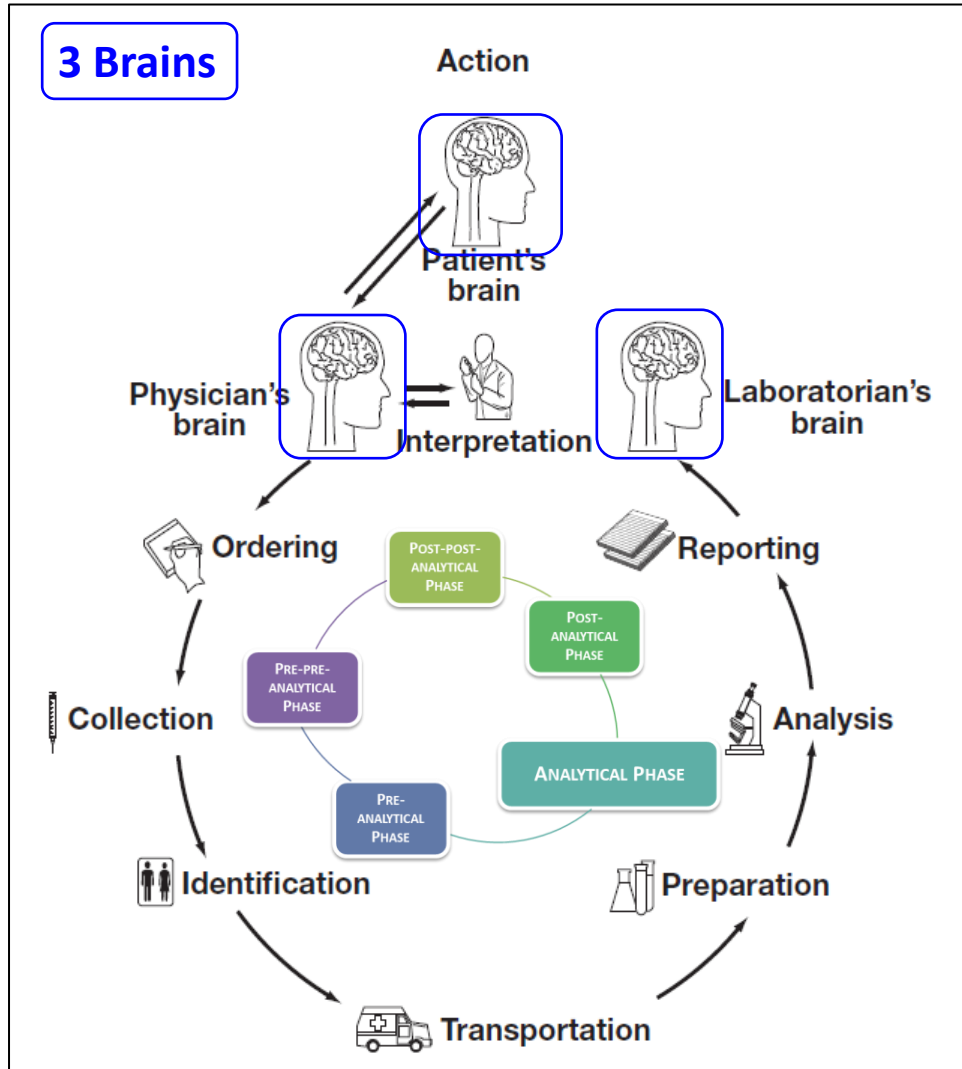 3 Brains
Action
Patient's
brain
Physician's
brain
Interpretation
Laboratorian's
brain
Ordering
Reporting
POST-POST-
ANALYTICAL
PHASE
POST-
ANALYTICAL
PHASE
PRE-PRE-
ANALYTICAL
PHASE
Collection
Analysis
ANALYTICAL PHASE
PRE-
ANALYTICAL
PHASE
Identification
Preparation
Transportation